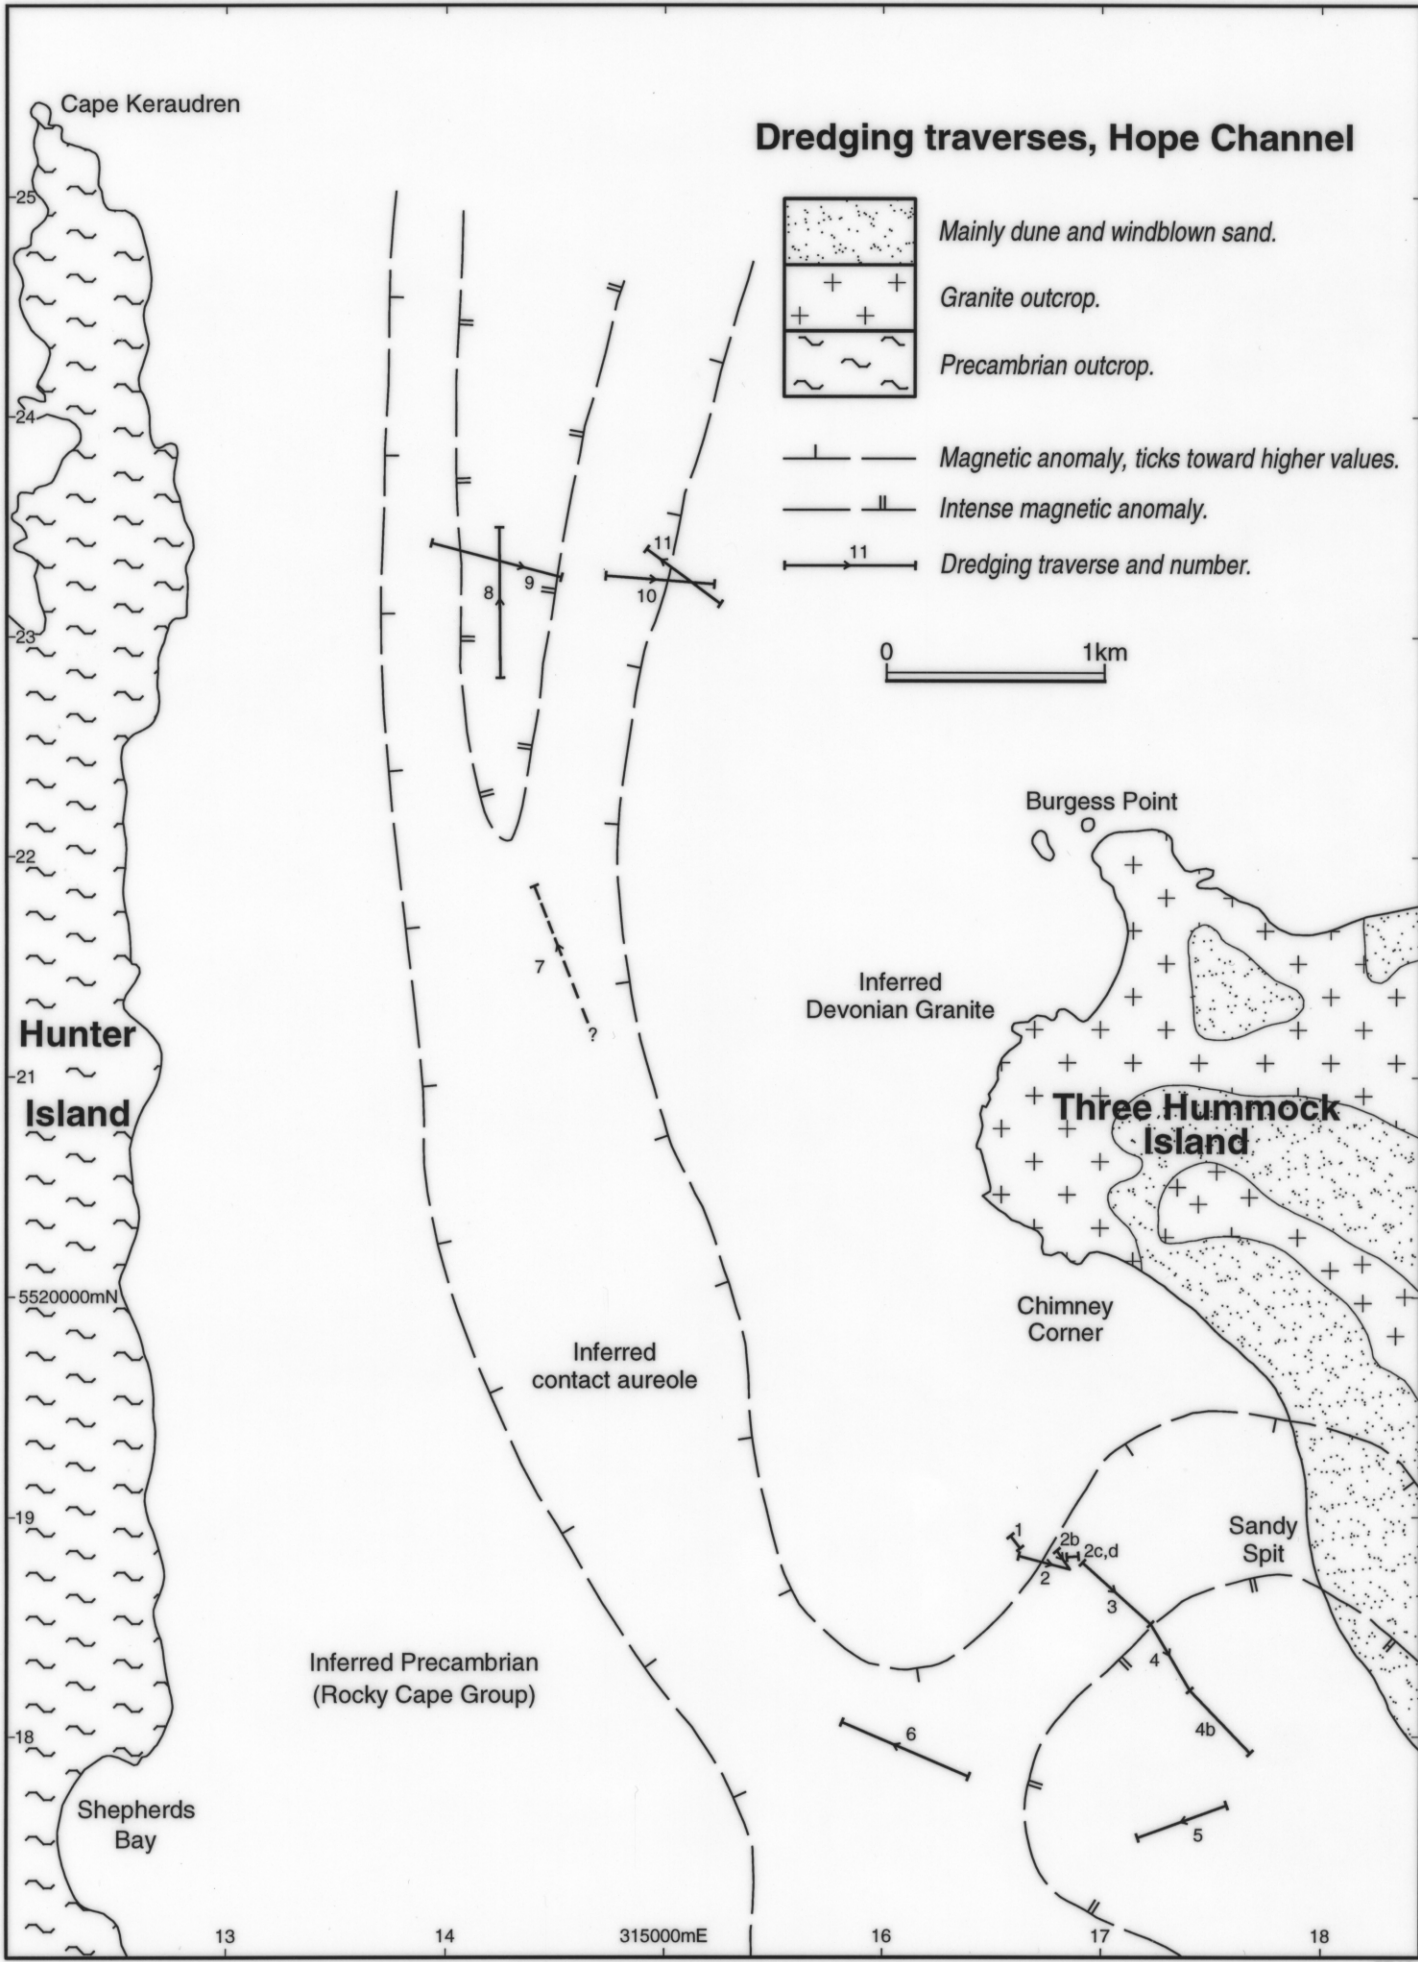 Cape Keraudren
Dredging traverses, Hope Channel
Mainly dune and windblown sand.
Granite outcrop.
Precambrian outcrop.
Magnetic anomaly, ticks toward higher values.
Intense magnetic anomaly.
11
Dredging traverse and number.
0 1km
25
24
23
22
21
5520000mN
19
18
11
9
8
10
7
?
Burgess Point
Inferred
Devonian Granite
Hunter
Island
Three Hummock
Island
Chimney
Corner
Inferred
contact aureole
Sandy
Spit
1
2b
2c,d
2
3
4
4b
5
6
Inferred Precambrian
(Rocky Cape Group)
Shepherds
Bay
13 14 315000mE 16 17 18